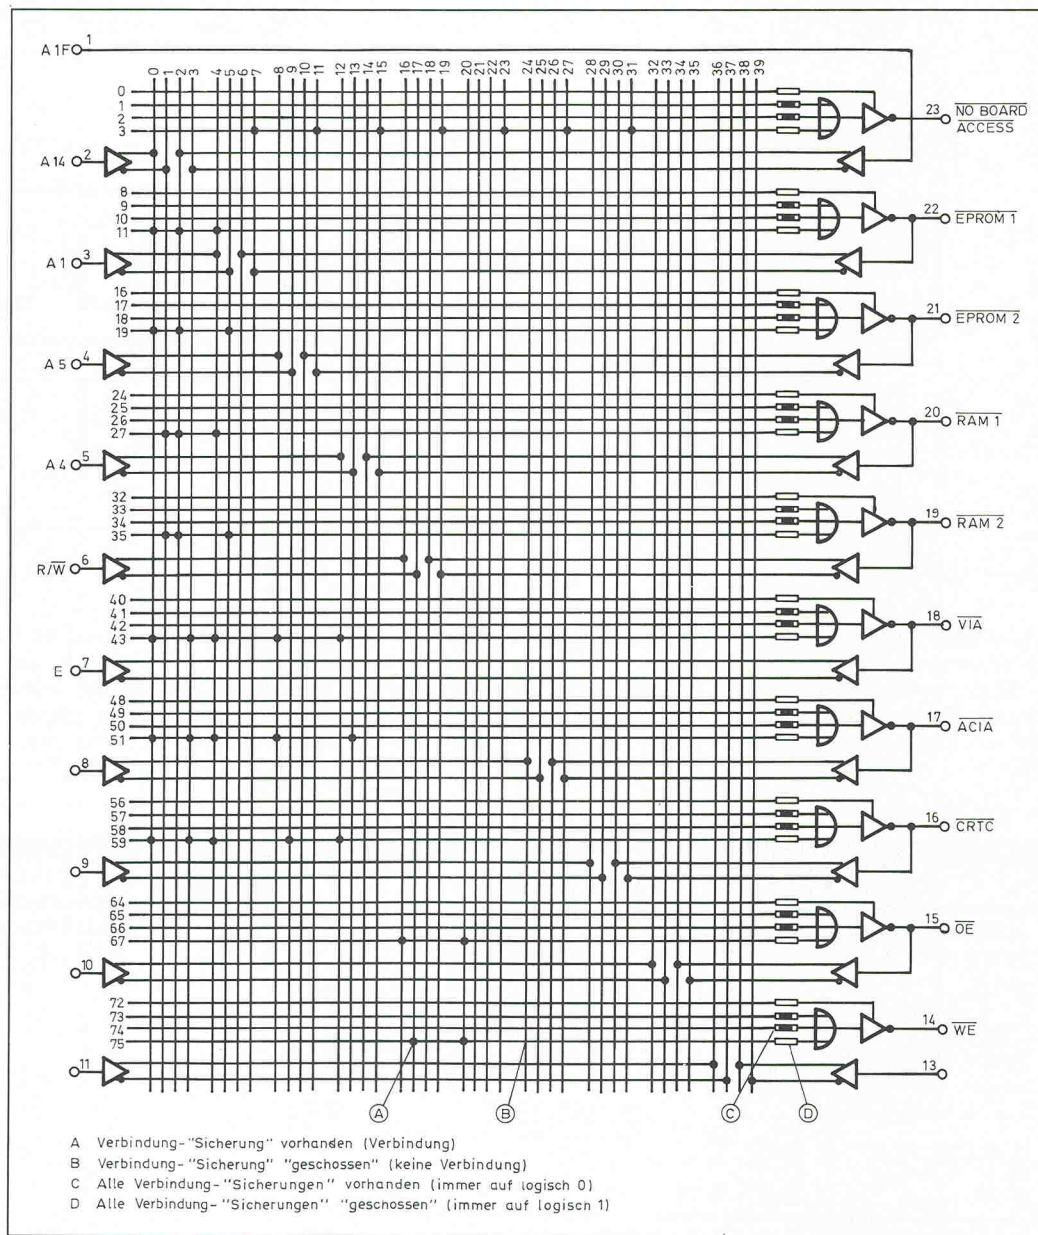 A1F 1
0 1 2 3 4 5 6 7 8 9 10 11 12 13 14 15 16 17 18 19 20 21 22 23 24 25 26 27 28 29 30 31 32 33 34 35 36 37 38 39
0
1
2
3
23 NO BOARD
ACCESS
A14 2
8
9
10
11
22 EPROM 1
A1 3
16
17
18
19
21 EPROM 2
A5 4
24
25
26
27
20 RAM 1
A4 5
32
33
34
35
19 RAM 2
R/W 6
40
41
42
43
18 VIA
E 7
48
49
50
51
17 ACIA
8
56
57
58
59
16 CRTC
9
64
65
66
67
15 OE
10
72
73
74
75
14 WE
11
13
A B C D
A Verbindung-"Sicherung" vorhanden (Verbindung)
B Verbindung-"Sicherung" "geschossen" (keine Verbindung)
C Alle Verbindung-"Sicherungen" vorhanden (immer auf logisch 0)
D Alle Verbindung-"Sicherungen" "geschossen" (immer auf logisch 1)